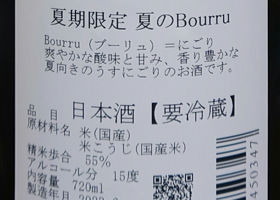 夏期限定 夏のBourru
Bourru（ブーリュ）＝にごり
爽やかな酸味と甘み、香り豊かな
夏向きのうすにごりのお酒です。
品目 日本酒【要冷蔵】
原材料名 米(国産)
米こうじ(国産米)
精米歩合 55%
アルコール分 15度
内容量 720ml
製造年月
450347